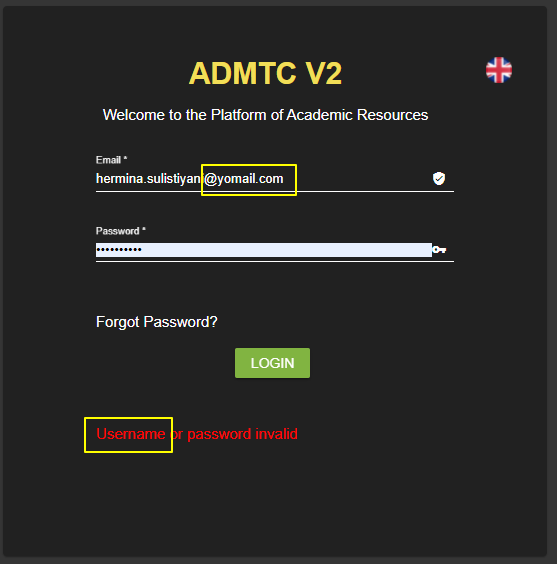 ADMTC V2
Welcome to the Platform of Academic Resources
Email *
hermina.sulistiyani@yomail.com
Password *
••••••••••
Forgot Password?
LOGIN
Username or password invalid